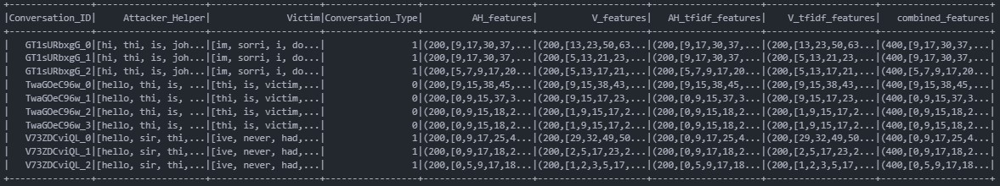 +---------------+--------------------+--------------------+-----------------+--------------------+--------------------+--------------------+--------------------+--------------------+
|Conversation_ID|     Attacker_Helper|              Victim|Conversation_Type|         AH_features|          V_features|   AH_tfidf_features|    V_tfidf_features|   combined_features|
+---------------+--------------------+--------------------+-----------------+--------------------+--------------------+--------------------+--------------------+--------------------+
|   GT1sURbxgG_0|[hi, thi, is, joh...|[im, sorri, i, do...|                1|(200,[9,17,30,37,...|(200,[13,23,50,63...|(200,[9,17,30,37,...|(200,[13,23,50,63...|(400,[9,17,30,37,...|
|   GT1sURbxgG_1|[hi, thi, is, joh...|[im, sorri, i, do...|                1|(200,[9,17,30,37,...|(200,[5,13,21,23,...|(200,[9,17,30,37,...|(200,[5,13,21,23,...|(400,[9,17,30,37,...|
|   GT1sURbxgG_2|[hi, thi, is, joh...|[im, sorri, i, do...|                1|(200,[5,7,9,17,20...|(200,[5,13,17,21,...|(200,[5,7,9,17,20...|(200,[5,13,17,21,...|(400,[5,7,9,17,20...|
|   TwaGOeC96w_0|[hello, thi, is, ...|[thi, is, victim,...|                0|(200,[9,15,38,45,...|(200,[9,15,38,43,...|(200,[9,15,38,45,...|(200,[9,15,38,43,...|(400,[9,15,38,45,...|
|   TwaGOeC96w_1|[hello, thi, is, ...|[thi, is, victim,...|                0|(200,[0,9,15,37,3...|(200,[9,15,17,23,...|(200,[0,9,15,37,3...|(200,[9,15,17,23,...|(400,[0,9,15,37,3...|
|   TwaGOeC96w_2|[hello, thi, is, ...|[thi, is, victim,...|                0|(200,[0,9,15,18,2...|(200,[1,9,15,17,2...|(200,[0,9,15,18,2...|(200,[1,9,15,17,2...|(400,[0,9,15,18,2...|
|   TwaGOeC96w_3|[hello, thi, is, ...|[thi, is, victim,...|                0|(200,[0,9,15,18,2...|(200,[1,9,15,17,2...|(200,[0,9,15,18,2...|(200,[1,9,15,17,2...|(400,[0,9,15,18,2...|
|   V73ZDCviQL_0|[hello, sir, thi,...|[ive, never, had,...|                1|(200,[0,9,17,25,4...|(200,[29,32,49,50...|(200,[0,9,17,25,4...|(200,[29,32,49,50...|(400,[0,9,17,25,4...|
|   V73ZDCviQL_1|[hello, sir, thi,...|[ive, never, had,...|                1|(200,[0,9,17,18,2...|(200,[2,5,17,23,2...|(200,[0,9,17,18,2...|(200,[2,5,17,23,2...|(400,[0,9,17,18,2...|
|   V73ZDCviQL_2|[hello, sir, thi,...|[ive, never, had,...|                1|(200,[0,5,9,17,18...|(200,[1,2,3,5,17,...|(200,[0,5,9,17,18...|(200,[1,2,3,5,17,...|(400,[0,5,9,17,18...|
+---------------+--------------------+--------------------+-----------------+--------------------+--------------------+--------------------+--------------------+--------------------+